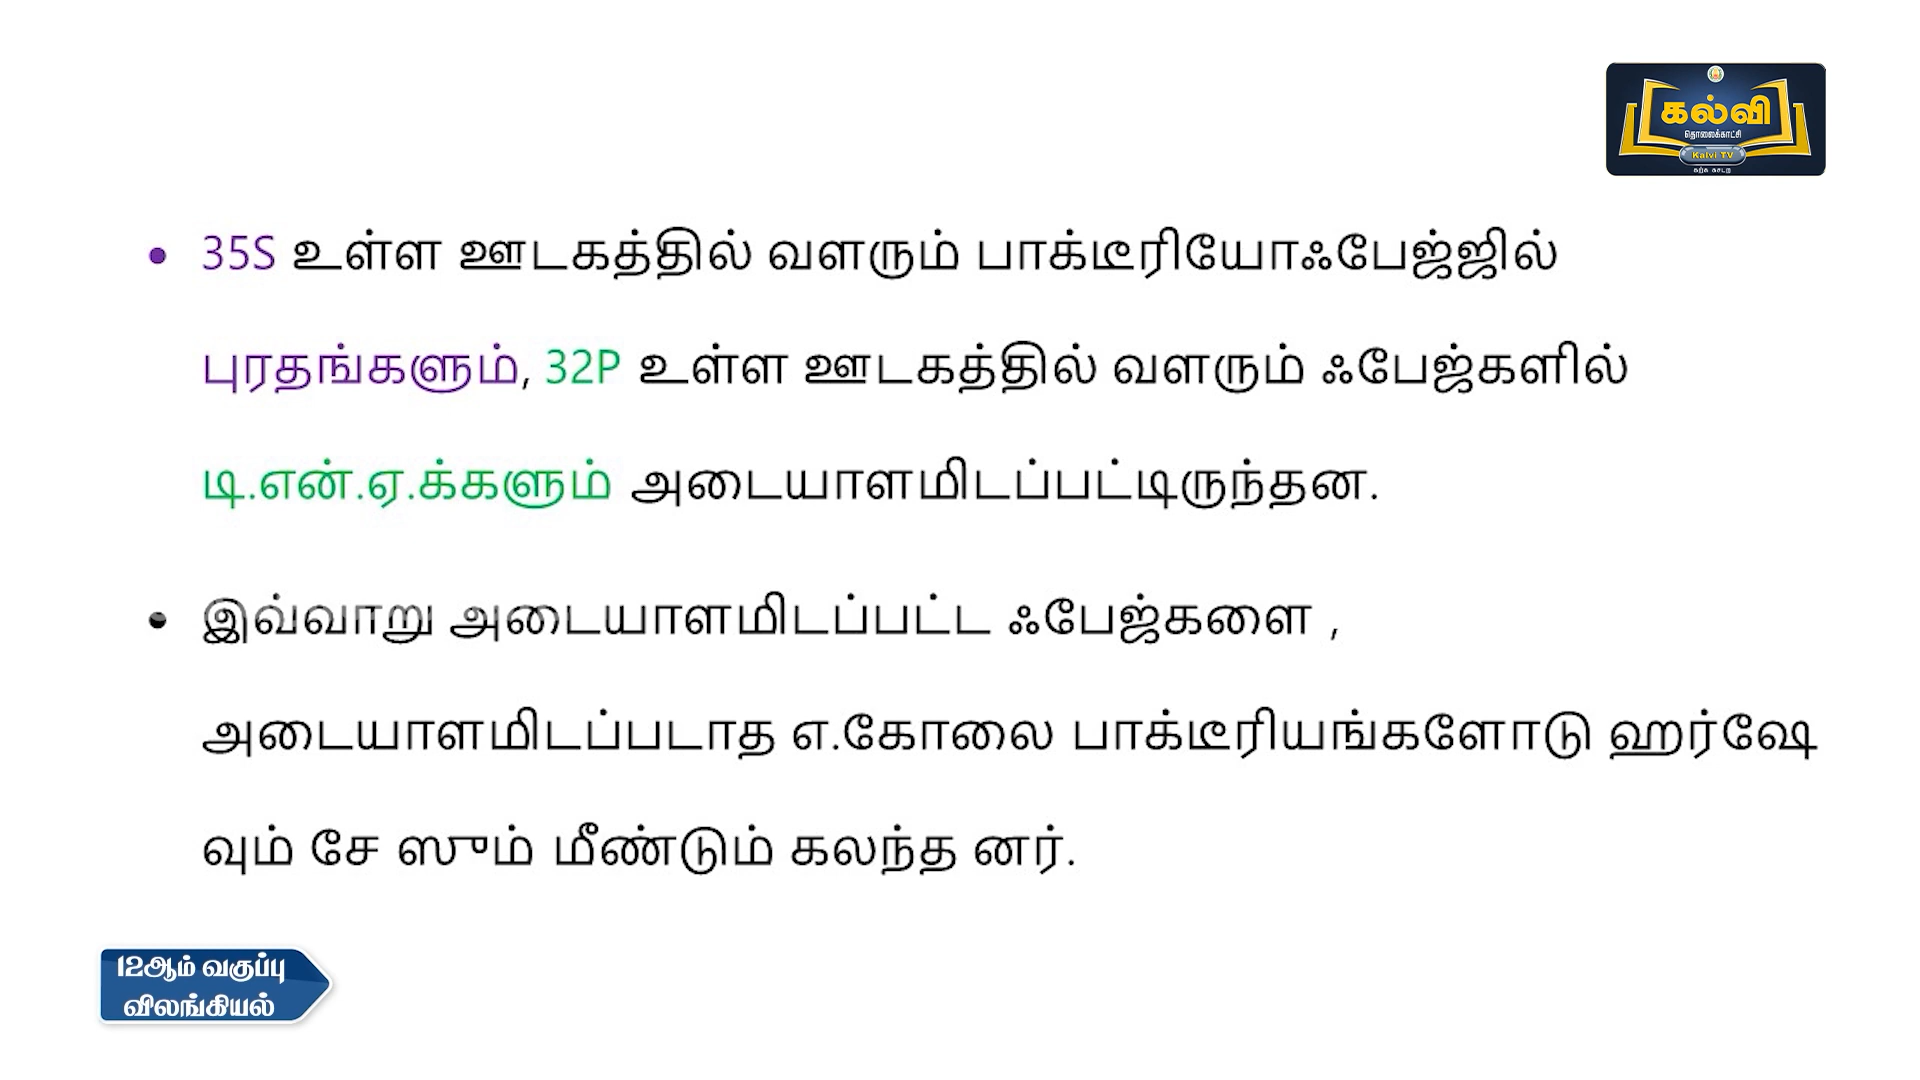 கல்வி
தொலைக்காட்சி
Kalvi TV
கற்க கசடற
35S உள்ள ஊடகத்தில் வளரும் பாக்டீரியோஃபேஜ்ஜில்
புரதங்களும், 32P உள்ள ஊடகத்தில் வளரும் ஃபேஜ்களில்
டி.என்.ஏ.க்களும் அடையாளமிடப்பட்டிருந்தன.
இவ்வாறு அடையாளமிடப்பட்ட ஃபேஜ்களை ,
அடையாளமிடப்படாத எ.கோலை பாக்டீரியங்களோடு ஹர்ஷே
வும் சே ஸும் மீண்டும் கலந்த னர்.
12ஆம் வகுப்பு
விலங்கியல்